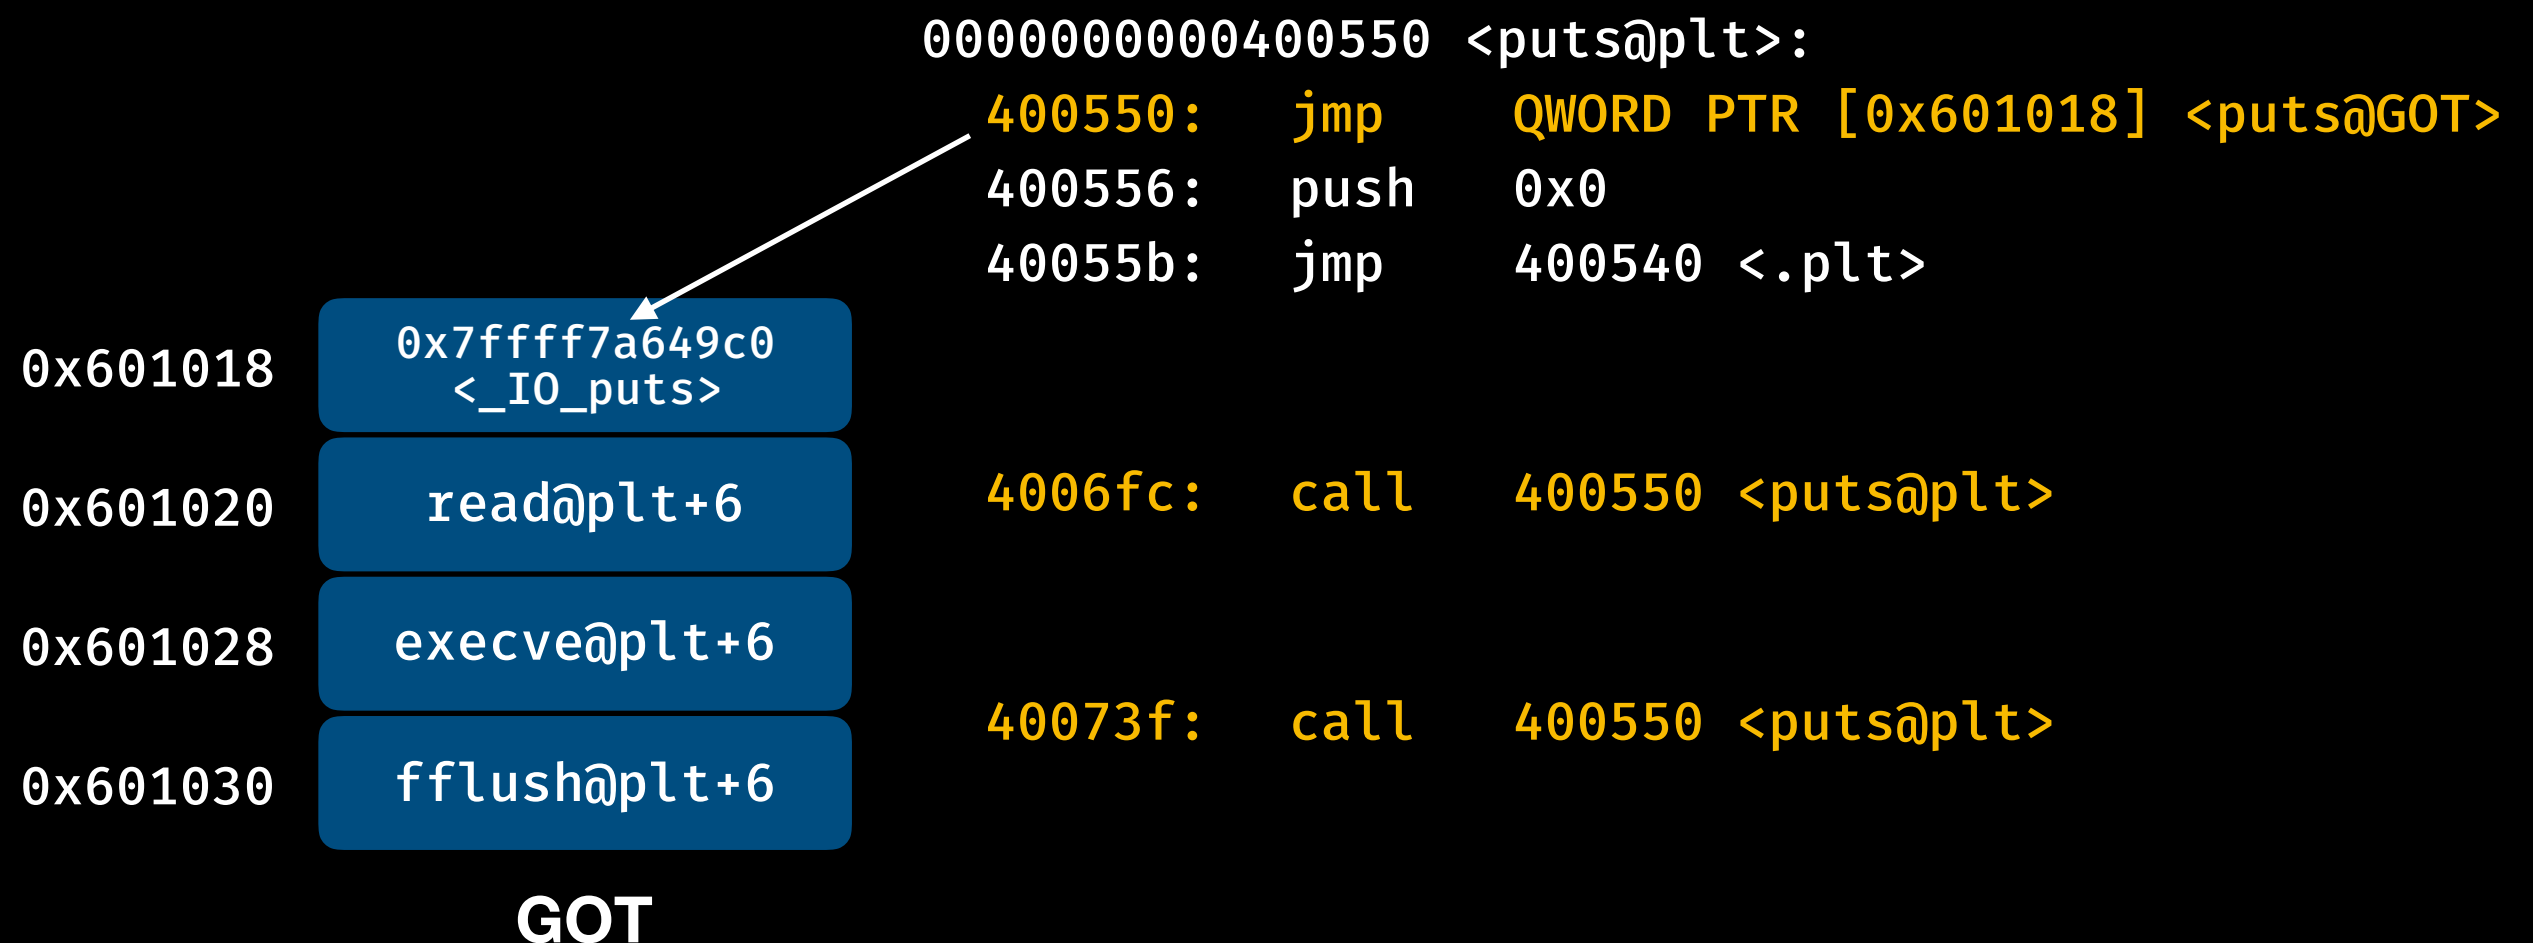 0000000000400550 <puts@plt>:
400550: jmp QWORD PTR [0x601018] <puts@GOT>
400556: push 0x0
40055b: jmp 400540 <.plt>
0x601018
0x7ffff7a649c0
<_IO_puts>
0x601020
read@plt+6
4006fc: call 400550 <puts@plt>
0x601028
execve@plt+6
40073f: call 400550 <puts@plt>
0x601030
fflush@plt+6
GOT